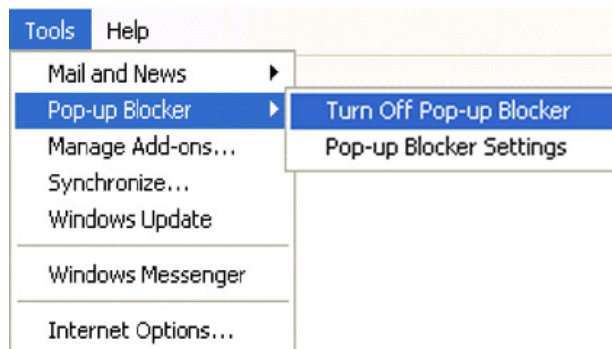 Tools Help
Mail and News
Pop-up Blocker
Turn Off Pop-up Blocker
Pop-up Blocker Settings
Manage Add-ons...
Synchronize...
Windows Update
Windows Messenger
Internet Options...